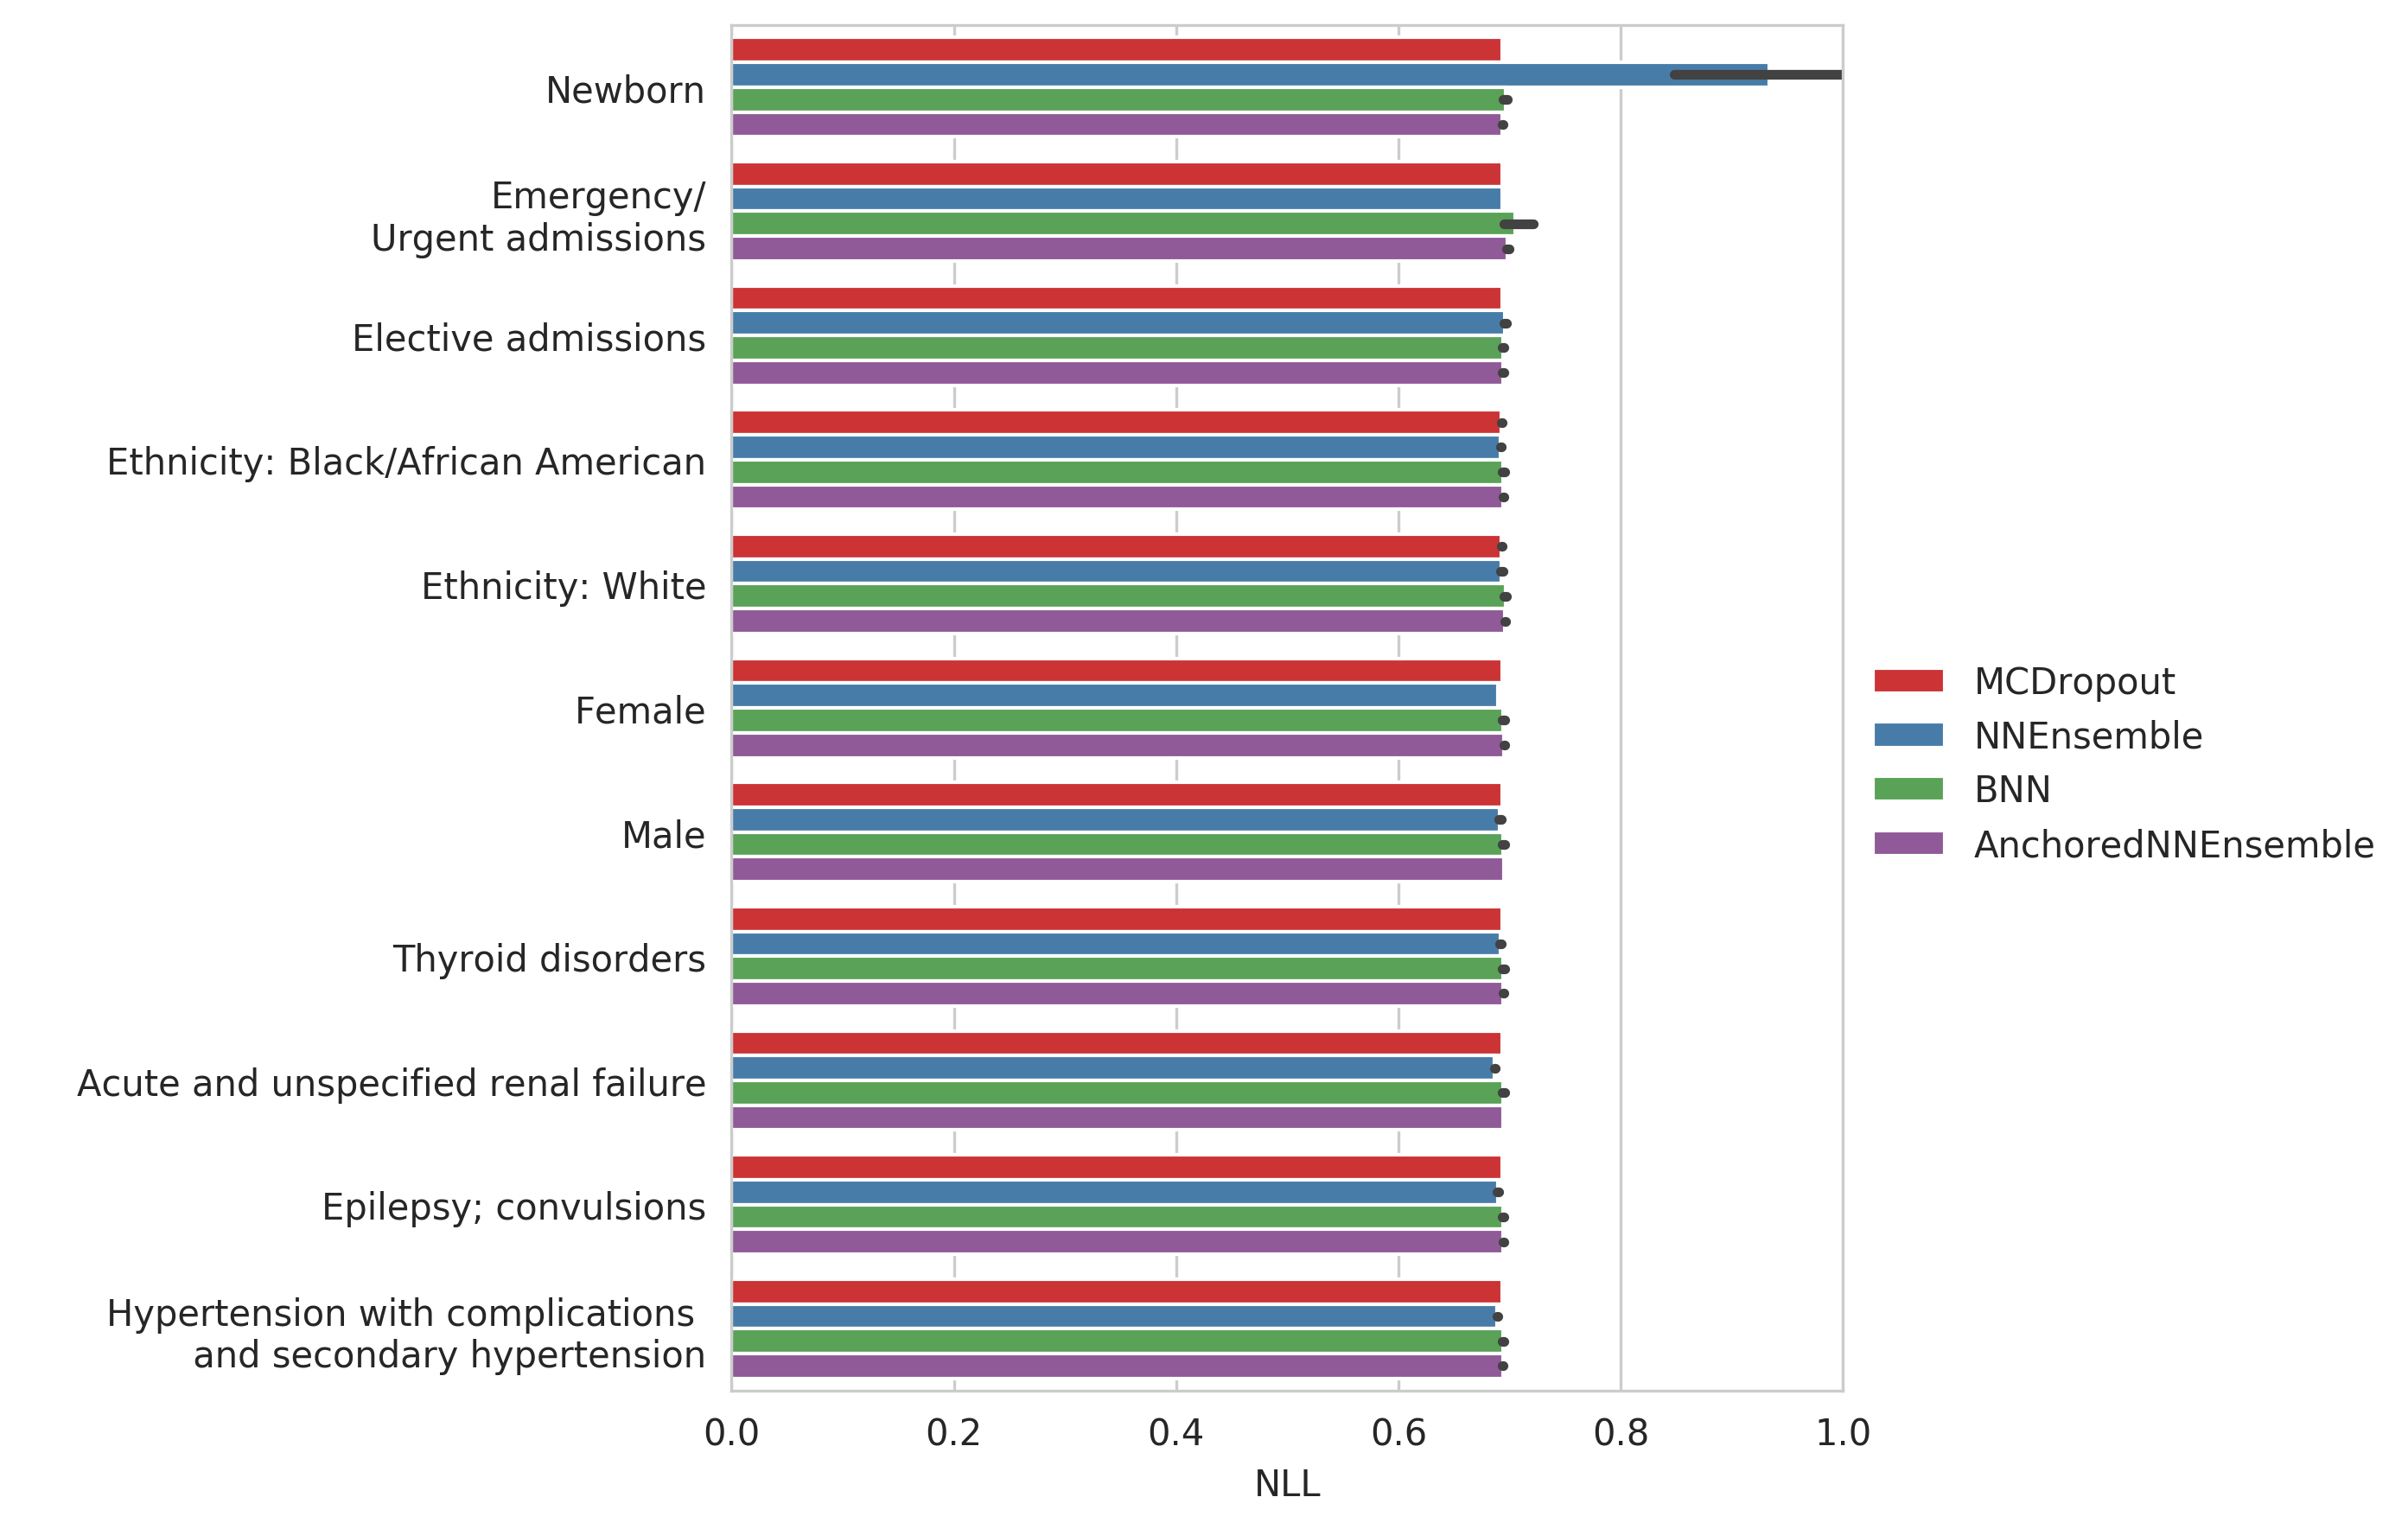 Newborn
Emergency/
Urgent admissions
Elective admissions
Ethnicity: Black/African American
Ethnicity: White
Female
Male
Thyroid disorders
Acute and unspecified renal failure
Epilepsy; convulsions
Hypertension with complications
and secondary hypertension
0.0 0.2 0.4 0.6 0.8 1.0
NLL
MCDropout
NNEnsemble
BNN
AnchoredNNEnsemble